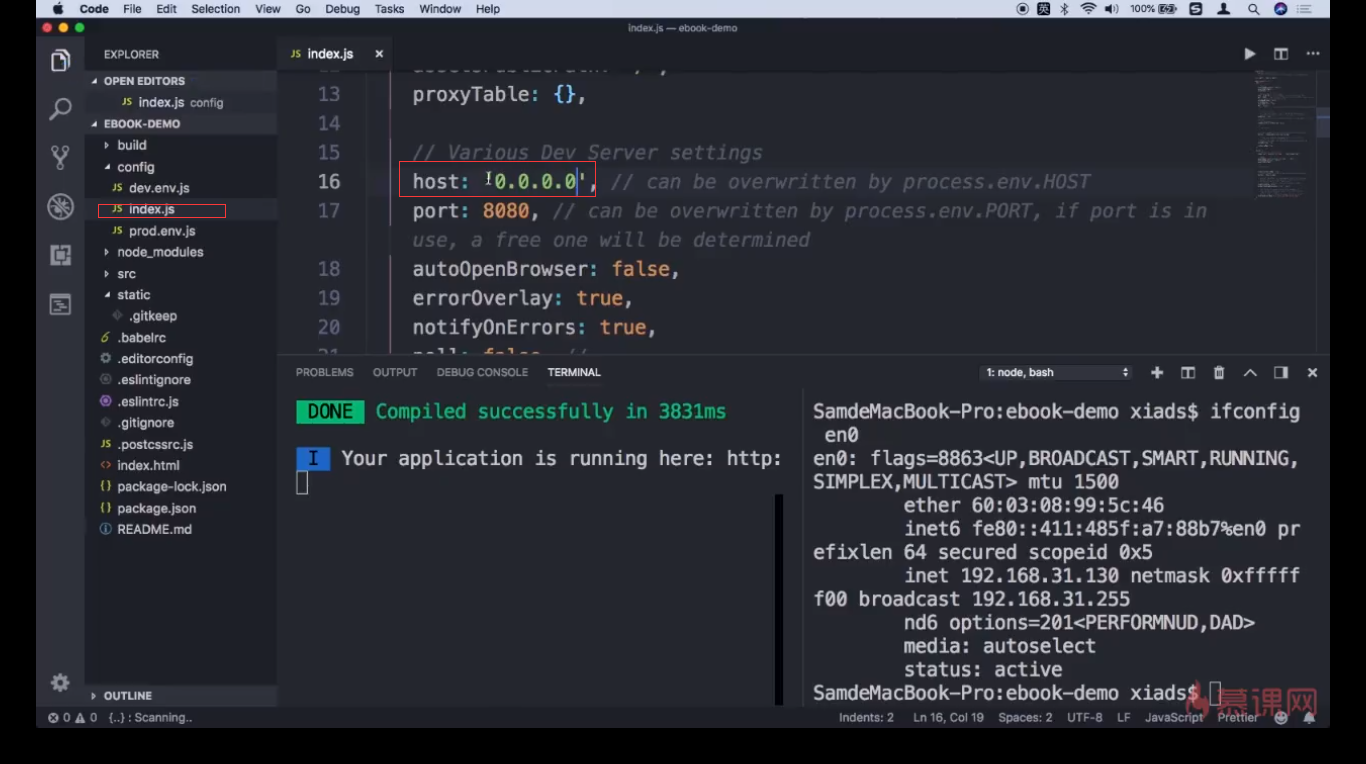 Code File Edit Selection View Go Debug Tasks Window Help 英 100%
index.js — ebook-demo
EXPLORER
OPEN EDITORS
JS index.js config
EBOOK-DEMO
build
config
JS dev.env.js
JS index.js
JS prod.env.js
node_modules
src
static
.gitkeep
.babelrc
.editorconfig
.eslintignore
.eslintrc.js
.gitignore
JS .postcssrc.js
<> index.html
{} package-lock.json
{} package.json
README.md
OUTLINE
JS index.js ×
13 proxyTable: {},
14
15 // Various Dev Server settings
16 host: '0.0.0.0', // can be overwritten by process.env.HOST
17 port: 8080, // can be overwritten by process.env.PORT, if port is in
use, a free one will be determined
18 autoOpenBrowser: false,
19 errorOverlay: true,
20 notifyOnErrors: true,
PROBLEMS OUTPUT DEBUG CONSOLE TERMINAL 1: node, bash
DONE Compiled successfully in 3831ms
I Your application is running here: http:
SamdeMacBook-Pro:ebook-demo xiads$ ifconfig
en0
en0: flags=8863<UP,BROADCAST,SMART,RUNNING,
SIMPLEX,MULTICAST> mtu 1500
ether 60:03:08:99:5c:46
inet6 fe80::411:485f:a7:88b7%en0 pr
efixlen 64 secured scopeid 0x5
inet 192.168.31.130 netmask 0xfffff
f00 broadcast 192.168.31.255
nd6 options=201<PERFORMNUD,DAD>
media: autoselect
status: active
SamdeMacBook-Pro:ebook-demo xiads$
慕课网
0 0 {..} : Scanning.. Indents: 2 Ln 16, Col 19 Spaces: 2 UTF-8 LF JavaScript Prettier